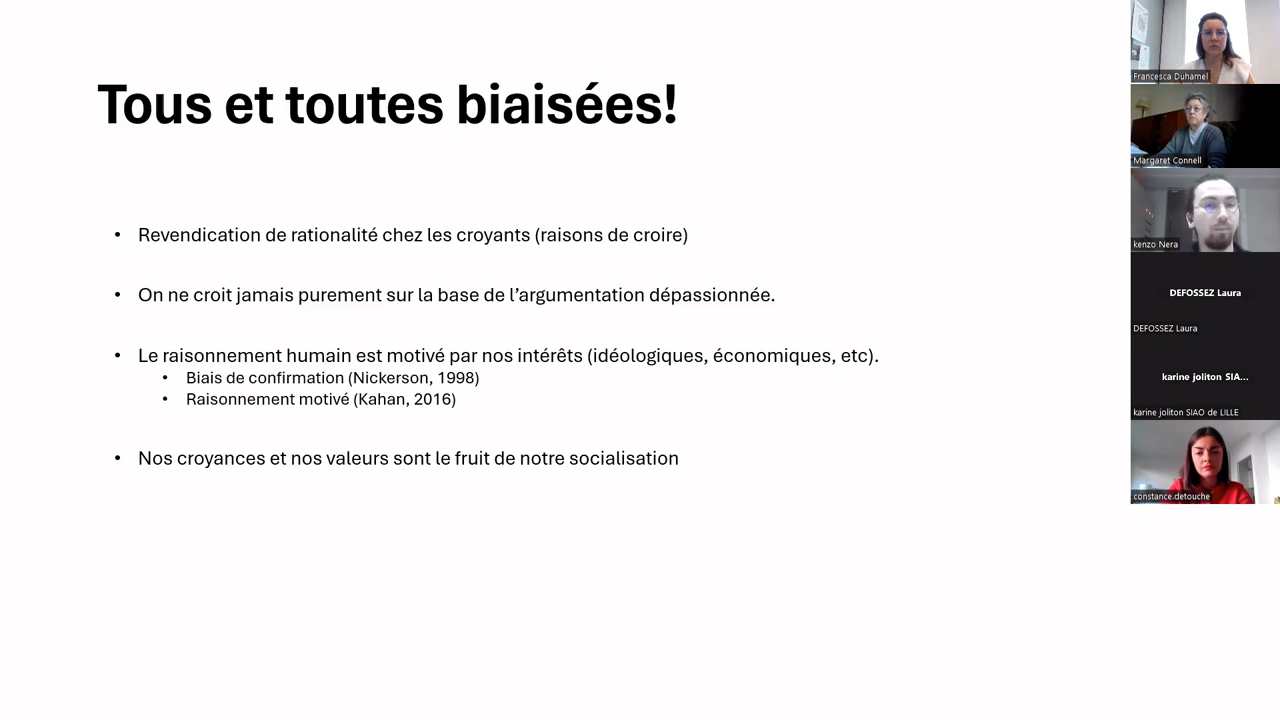 Tous et toutes biaisées!
• Revendication de rationalité chez les croyants (raisons de croire)
• On ne croit jamais purement sur la base de l’argumentation dépassionnée.
• Le raisonnement humain est motivé par nos intérêts (idéologiques, économiques, etc).
• Biais de confirmation (Nickerson, 1998)
• Raisonnement motivé (Kahan, 2016)
• Nos croyances et nos valeurs sont le fruit de notre socialisation
Francesca Duhamel
Margaret Connell
kenzo Nera
DEFOSSEZ Laura
DEFOSSEZ Laura
karine joliton SIA...
karine joliton SIAO de LILLE
constance.detouche